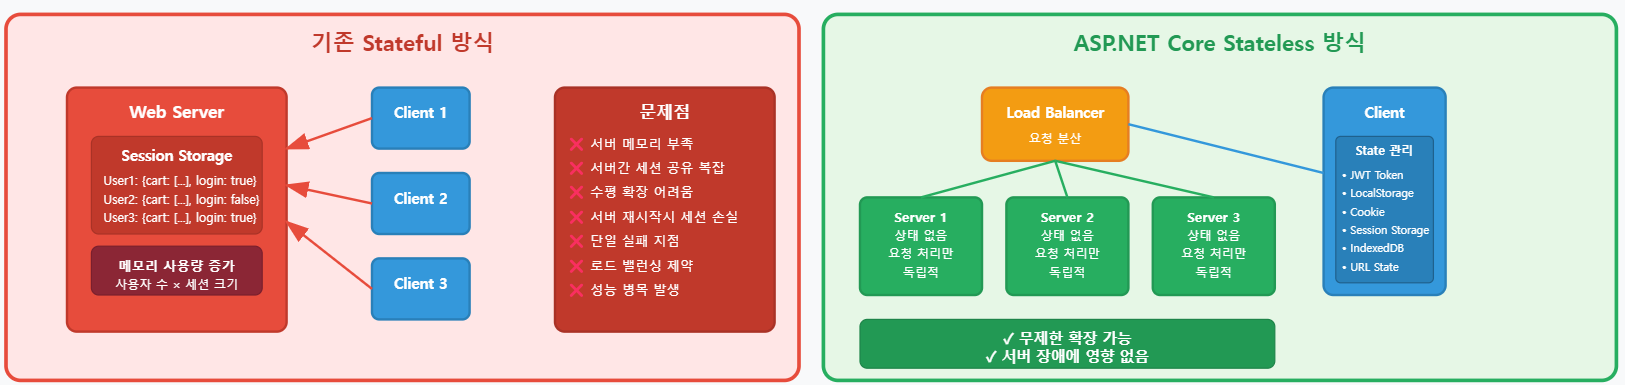 기존 Stateful 방식
Web Server
Session Storage
User1: {cart: [...], login: true}
User2: {cart: [...], login: false}
User3: {cart: [...], login: true}
메모리 사용량 증가
사용자 수 × 세션 크기
Client 1
Client 2
Client 3
문제점
❌ 서버 메모리 부족
❌ 서버간 세션 공유 복잡
❌ 수평 확장 어려움
❌ 서버 재시작시 세션 손실
❌ 단일 실패 지점
❌ 로드 밸런싱 제약
❌ 성능 병목 발생
ASP.NET Core Stateless 방식
Load Balancer
요청 분산
Server 1
상태 없음
요청 처리만
독립적
Server 2
상태 없음
요청 처리만
독립적
Server 3
상태 없음
요청 처리만
독립적
✓ 무제한 확장 가능
✓ 서버 장애에 영향 없음
Client
State 관리
• JWT Token
• LocalStorage
• Cookie
• Session Storage
• IndexedDB
• URL State